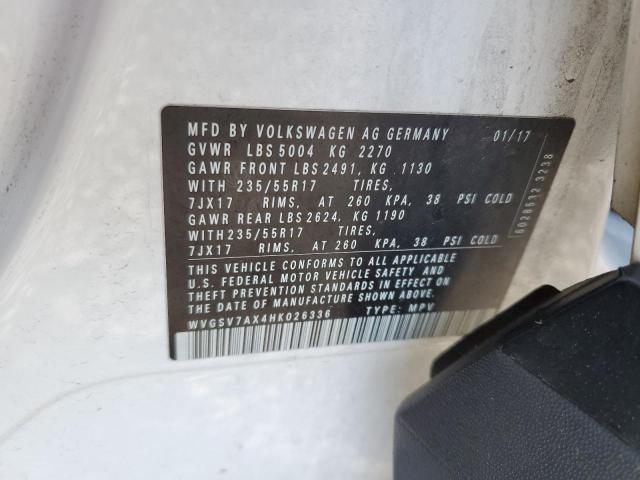 MFD BY VOLKSWAGEN AG GERMANY 01/17
GVWR LBS 5004 KG 2270
GAWR FRONT LBS 2491, KG 1130
WITH 235/55R17 TIRES,
7JX17 RIMS, AT 260 KPA, 38 PSI COLD
GAWR REAR LBS 2624, KG 1190
WITH 235/55R17 TIRES,
7JX17 RIMS, AT 260 KPA, 38 PSI COLD
THIS VEHICLE CONFORMS TO ALL APPLICABLE
U.S. FEDERAL MOTOR VEHICLE SAFETY AND
THEFT PREVENTION STANDARDS IN EFFECT
ON THE DATE OF MANUFACTURE SHOWN ABOVE.
WVGSV7AX4HK026336 TYPE: MPV
6028532 3238